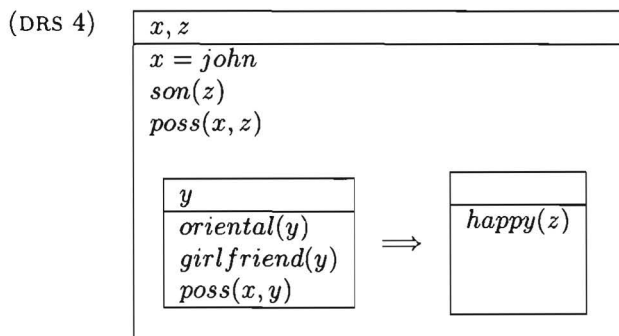 (DRS 4)
x, z
x = john
son(z)
poss(x, z)
y
oriental(y)
girlfriend(y)
poss(x, y)
⟹
happy(z)